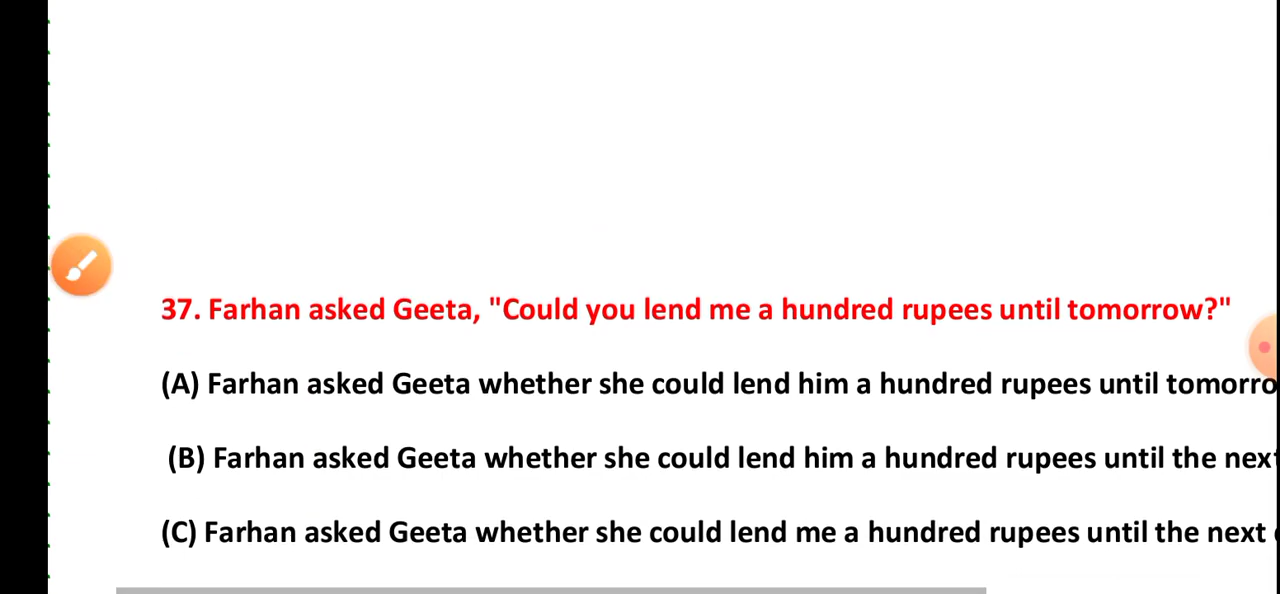 37. Farhan asked Geeta, "Could you lend me a hundred rupees until tomorrow?"
(A) Farhan asked Geeta whether she could lend him a hundred rupees until
(B) Farhan asked Geeta whether she could lend him a hundred rupees until the
(C) Farhan asked Geeta whether she could lend me a hundred rupees until the next